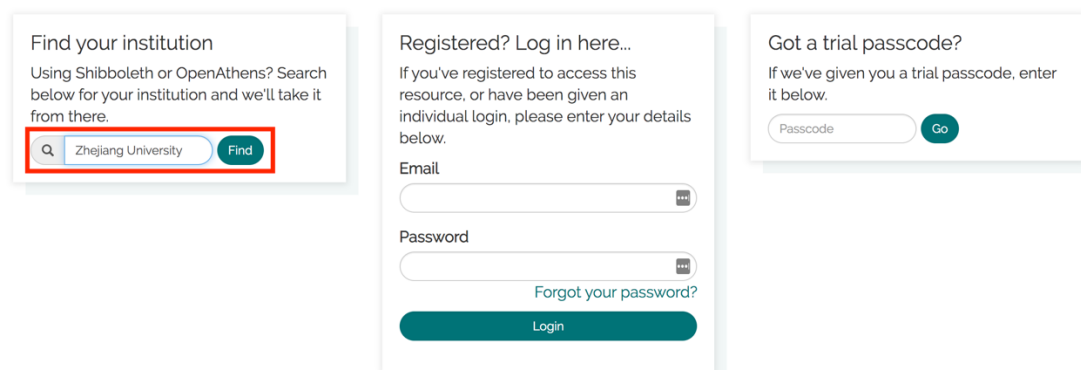 Find your institution
Using Shibboleth or OpenAthens? Search
below for your institution and we'll take it
from there.
Zhejiang University
Find
Registered? Log in here...
If you've registered to access this
resource, or have been given an
individual login, please enter your details
below.
Email
Password
Forgot your password?
Login
Got a trial passcode?
If we've given you a trial passcode, enter
it below.
Passcode
Go